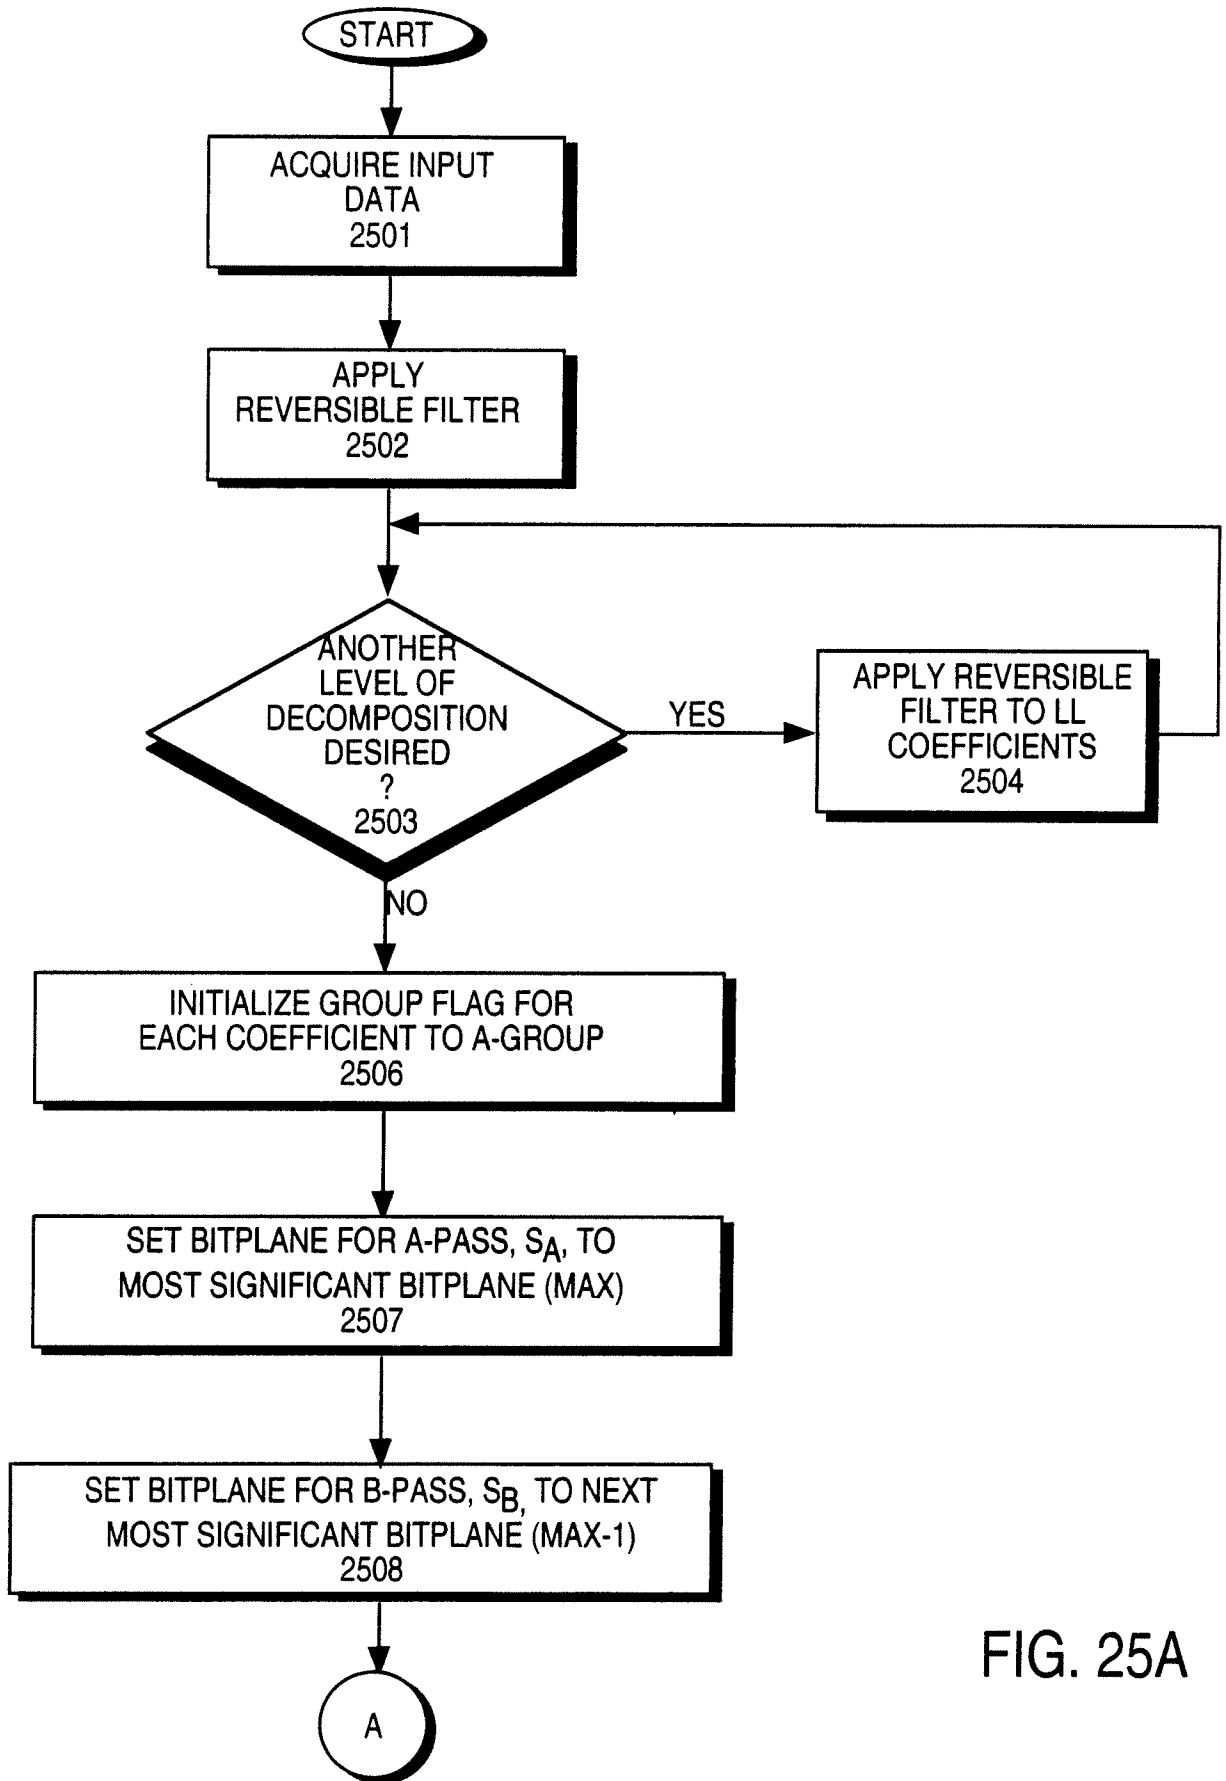 START
ACQUIRE INPUT
DATA
2501
APPLY
REVERSIBLE FILTER
2502
ANOTHER
LEVEL OF
DECOMPOSITION
DESIRED
?
2503
YES
APPLY REVERSIBLE
FILTER TO LL
COEFFICIENTS
2504
NO
INITIALIZE GROUP FLAG FOR
EACH COEFFICIENT TO A-GROUP
2506
SET BITPLANE FOR A-PASS, SA, TO
MOST SIGNIFICANT BITPLANE (MAX)
2507
SET BITPLANE FOR B-PASS, SB, TO NEXT
MOST SIGNIFICANT BITPLANE (MAX-1)
2508
A
FIG. 25A